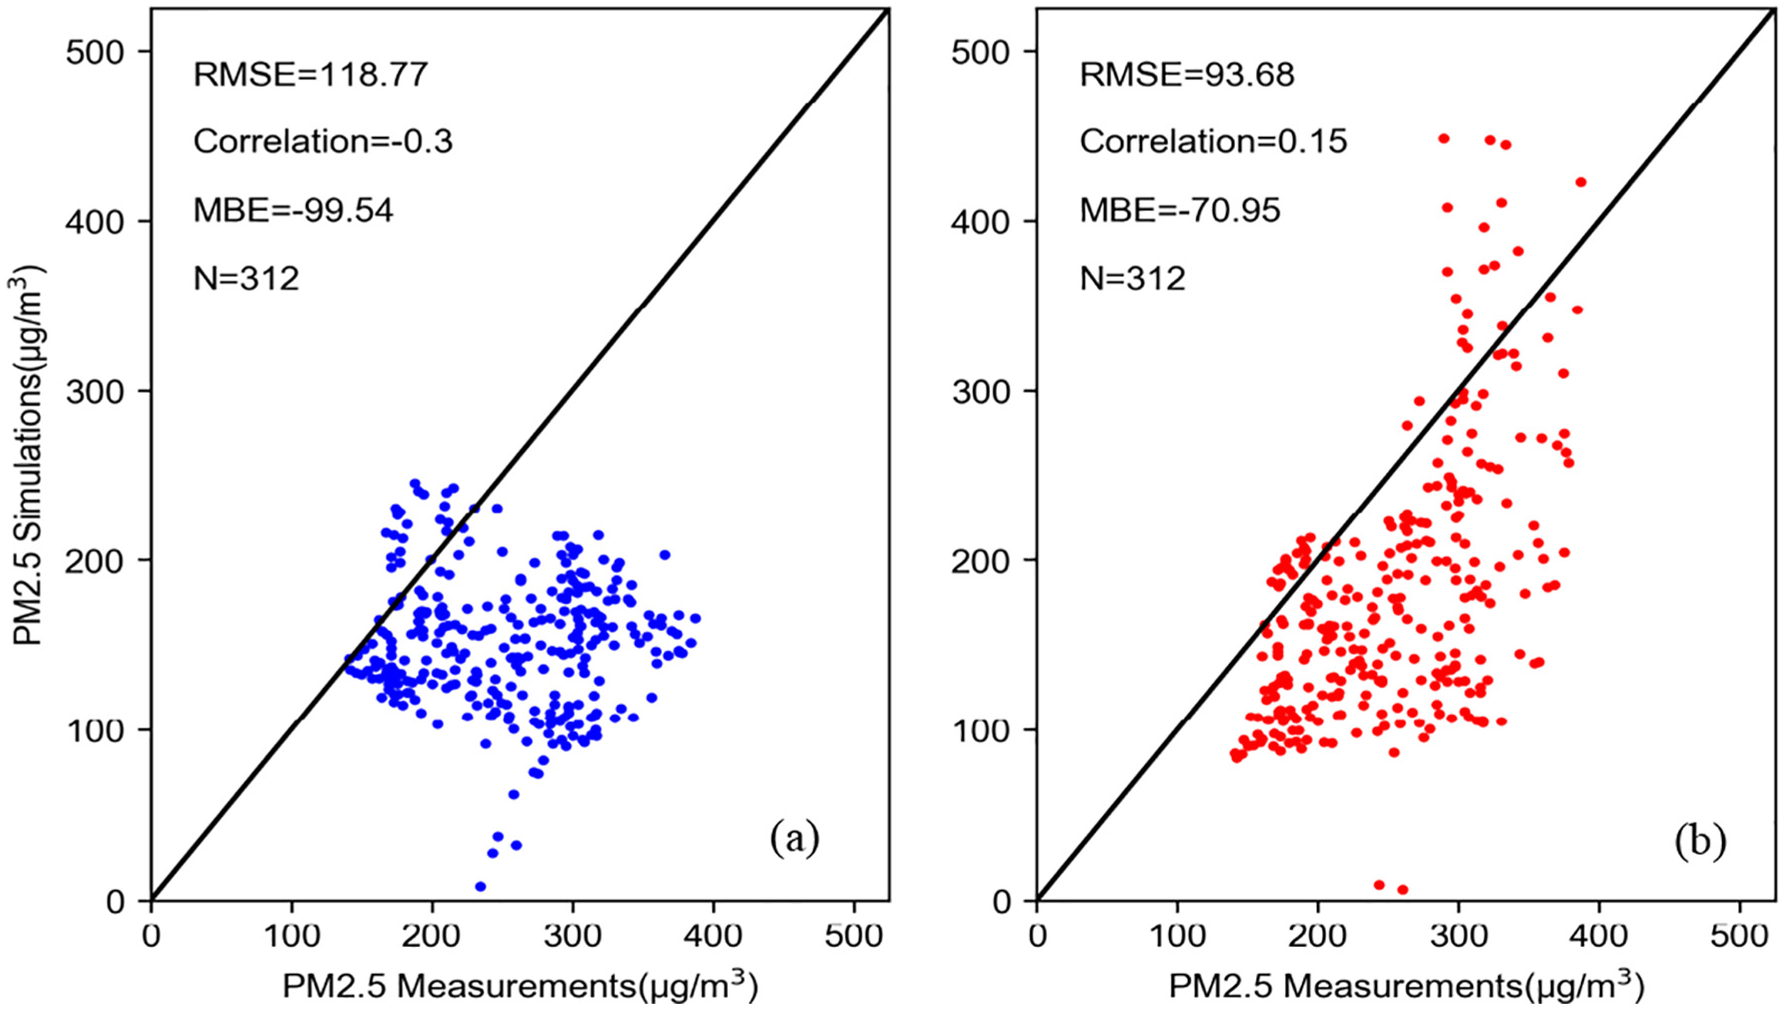 PM2.5 Simulations(μg/m³)
500
400
300
200
100
0
RMSE=118.77
Correlation=-0.3
MBE=-99.54
N=312
(a)
0 100 200 300 400 500
PM2.5 Measurements(μg/m³)
500
400
300
200
100
0
RMSE=93.68
Correlation=0.15
MBE=-70.95
N=312
(b)
0 100 200 300 400 500
PM2.5 Measurements(μg/m³)